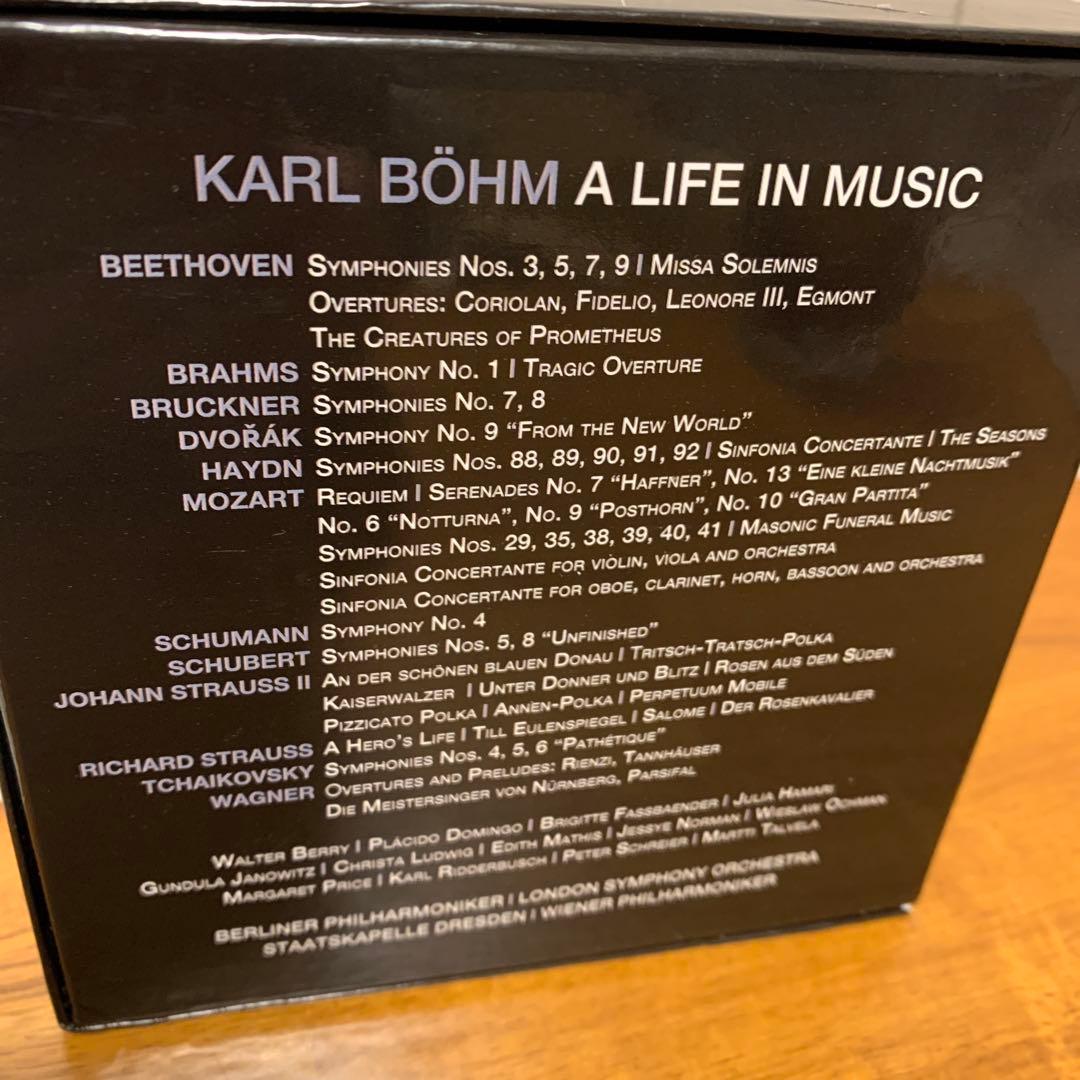 KARL BÖHM A LIFE IN MUSIC
BEETHOVEN SYMPHONIES NOS. 3, 5, 7, 9 | MISSA SOLEMNIS
OVERTURES: CORIOLAN, FIDELIO, LEONORE III, EGMONT
THE CREATURES OF PROMETHEUS
BRAHMS SYMPHONY NO. 1 | TRAGIC OVERTURE
BRUCKNER SYMPHONIES NO. 7, 8
DVOŘÁK SYMPHONY NO. 9 “FROM THE NEW WORLD”
HAYDN SYMPHONIES NOS. 88, 89, 90, 91, 92 | SINFONIA CONCERTANTE | THE SEASONS
MOZART REQUIEM | SERENADES NO. 7 “HAFFNER”, NO. 13 “EINE KLEINE NACHTMUSIK”
NO. 6 “NOTTURNA”, NO. 9 “POSTHORN”, NO. 10 “GRAN PARTITA”
SYMPHONIES NOS. 29, 35, 38, 39, 40, 41 | MASONIC FUNERAL MUSIC
SINFONIA CONCERTANTE FOR VIOLIN, VIOLA AND ORCHESTRA
SINFONIA CONCERTANTE FOR OBOE, CLARINET, HORN, BASSOON AND ORCHESTRA
SCHUMANN SYMPHONY NO. 4
SCHUBERT SYMPHONIES NOS. 5, 8 “UNFINISHED”
JOHANN STRAUSS II AN DER SCHÖNEN BLAUEN DONAU | TRITSCH-TRATSCH-POLKA
KAISERWALZER | UNTER DONNER UND BLITZ | ROSEN AUS DEM SÜDEN
PIZZICATO POLKA | ANNEN-POLKA | PERPETUUM MOBILE
RICHARD STRAUSS A HERO'S LIFE | TILL EULENSPIEGEL | SALOME | DER ROSENKAVALIER
TCHAIKOVSKY SYMPHONIES NOS. 4, 5, 6 “PATHÉTIQUE”
WAGNER OVERTURES AND PRELUDES: RIENZI, TANNHÄUSER
DIE MEISTERSINGER VON NÜRNBERG, PARSIFAL
WALTER BERRY | PLÁCIDO DOMINGO | BRIGITTE FASSBAENDER | JULIA HAMARI
GUNDULA JANOWITZ | CHRISTA LUDWIG | EDITH MATHIS | JESSYE NORMAN | WIESLAW OCHMAN
MARGARET PRICE | KARL RIDDERBUSCH | PETER SCHREIER | MARTTI TALVELA
BERLINER PHILHARMONIKER | LONDON SYMPHONY ORCHESTRA
STAATSKAPELLE DRESDEN | WIENER PHILHARMONIKER